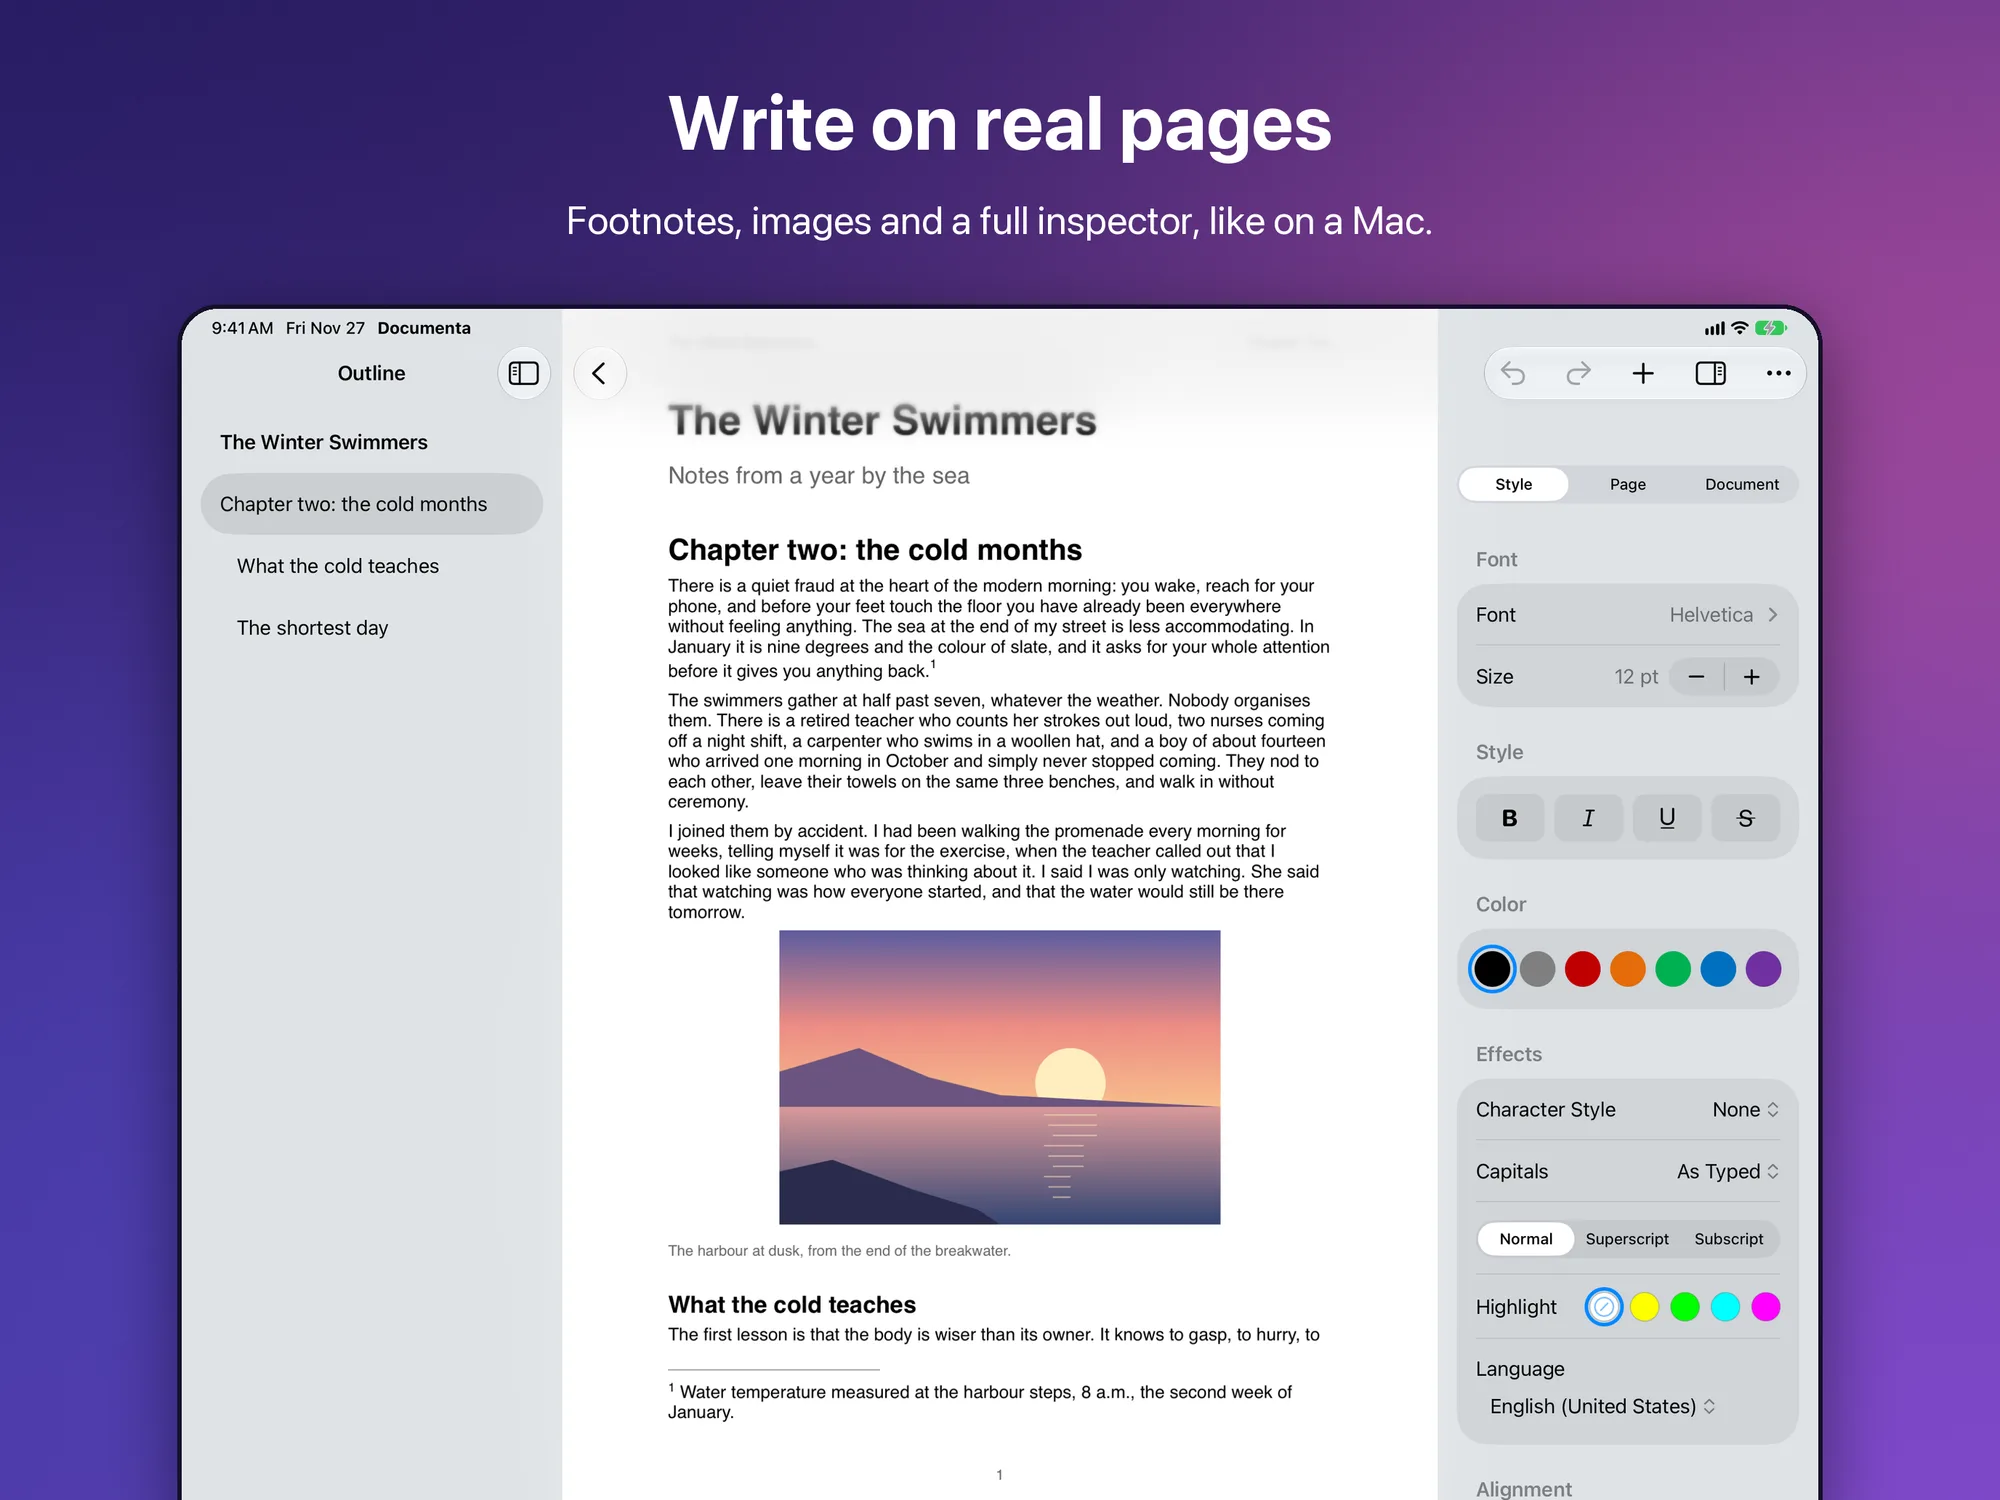 Write on real pages
Footnotes, images and a full inspector, like on a Mac.
9:41 AM Fri Nov 27 Documenta
Outline
The Winter Swimmers
Chapter two: the cold months
What the cold teaches
The shortest day
The Winter Swimmers
Notes from a year by the sea
Chapter two: the cold months
There is a quiet fraud at the heart of the modern morning: you wake, reach for your
phone, and before your feet touch the floor you have already been everywhere
without feeling anything. The sea at the end of my street is less accommodating. In
January it is nine degrees and the colour of slate, and it asks for your whole attention
before it gives you anything back.1
The swimmers gather at half past seven, whatever the weather. Nobody organises
them. There is a retired teacher who counts her strokes out loud, two nurses coming
off a night shift, a carpenter who swims in a woollen hat, and a boy of about fourteen
who arrived one morning in October and simply never stopped coming. They nod to
each other, leave their towels on the same three benches, and walk in without
ceremony.
I joined them by accident. I had been walking the promenade every morning for
weeks, telling myself it was for the exercise, when the teacher called out that I
looked like someone who was thinking about it. I said I was only watching. She said
that watching was how everyone started, and that the water would still be there
tomorrow.
The harbour at dusk, from the end of the breakwater.
What the cold teaches
The first lesson is that the body is wiser than its owner. It knows to gasp, to hurry, to
1 Water temperature measured at the harbour steps, 8 a.m., the second week of
January.
1
Style Page Document
Font
Font Helvetica
Size 12 pt
Style
B I U S
Color
Effects
Character Style None
Capitals As Typed
Normal Superscript Subscript
Highlight
Language
English (United States)
Alignment